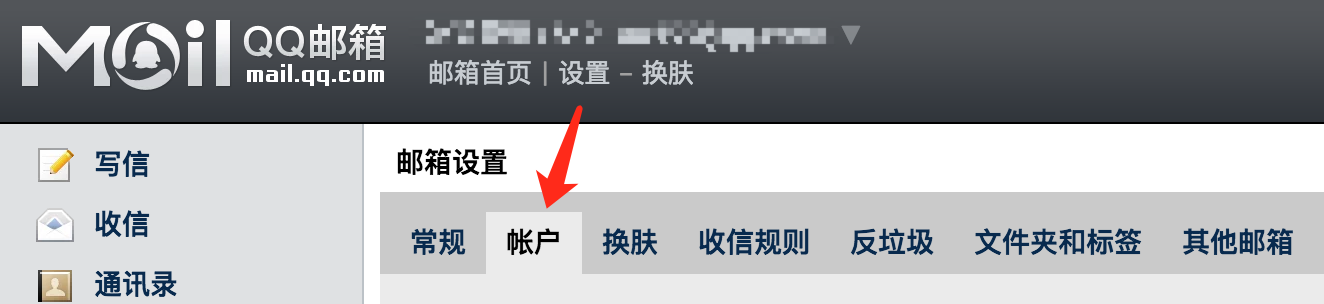 Mail QQ邮箱
mail.qq.com
邮箱首页 | 设置 – 换肤
写信
收信
通讯录
邮箱设置
常规 帐户 换肤 收信规则 反垃圾 文件夹和标签 其他邮箱